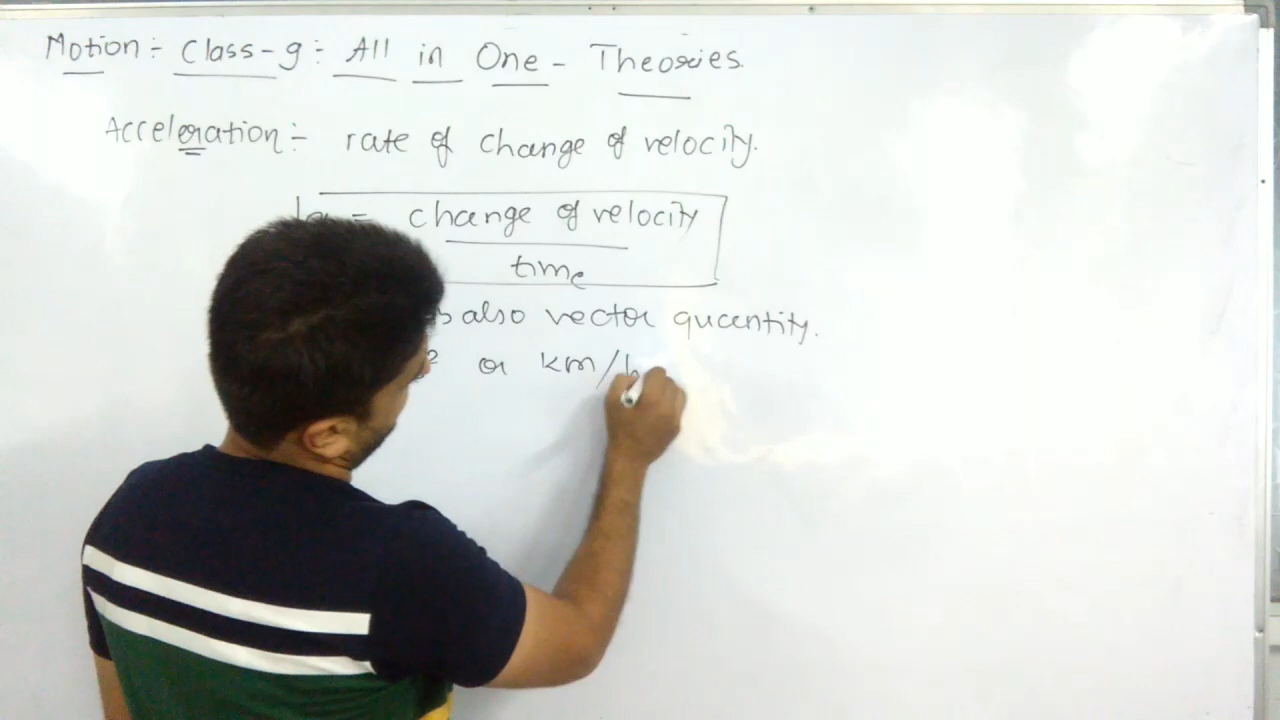 Motion :- Class-9 :- All in One - Theories.
Acceleration :- rate of change of velocity.
a = change of velocity
time
also vector quantity.
or km/h